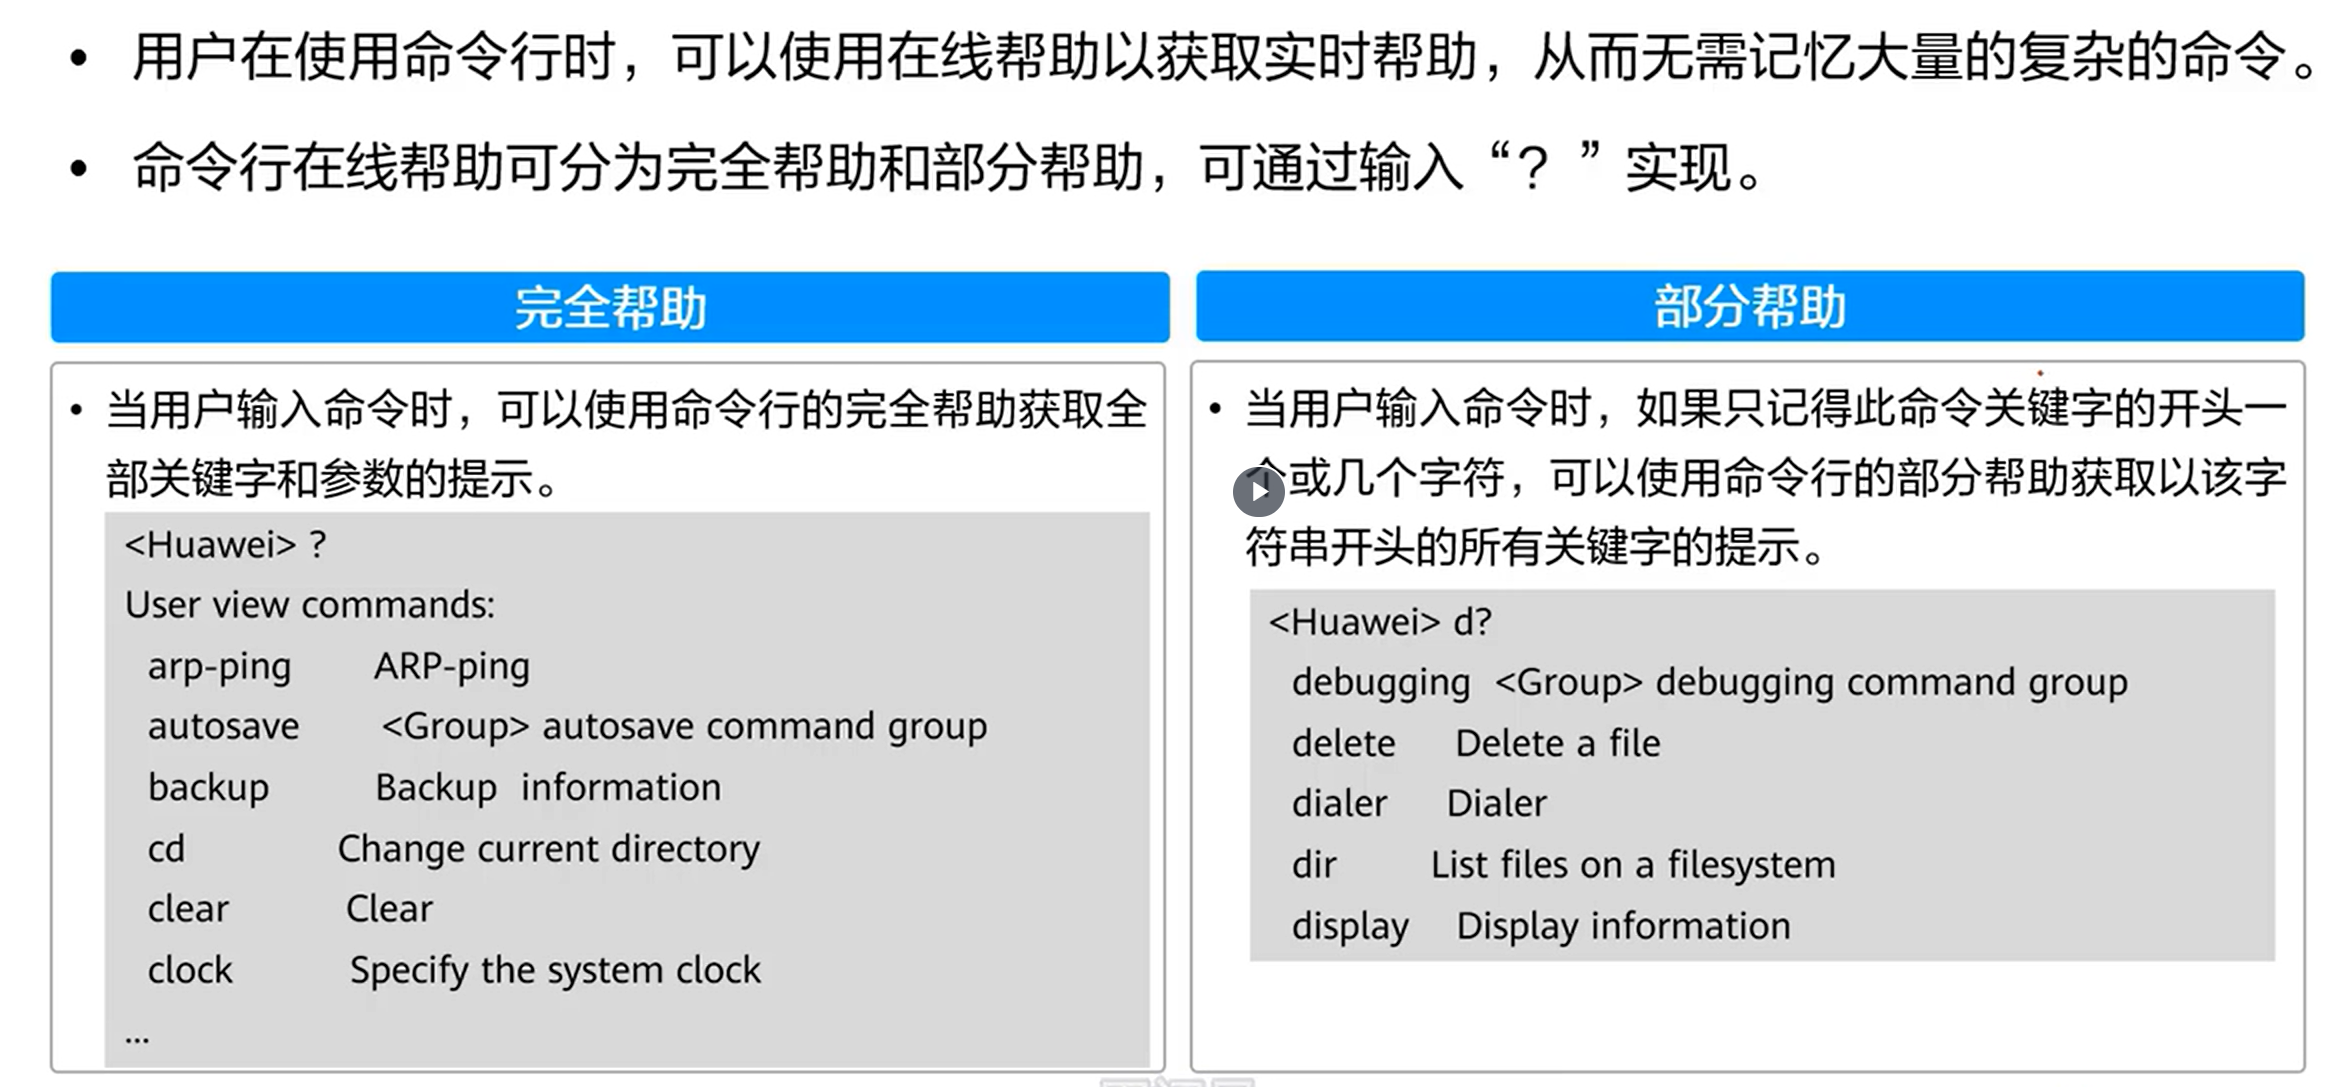 • 用户在使用命令行时，可以使用在线帮助以获取实时帮助，从而无需记忆大量的复杂的命令。
• 命令行在线帮助可分为完全帮助和部分帮助，可通过输入“？”实现。
完全帮助
• 当用户输入命令时，可以使用命令行的完全帮助获取全
部关键字和参数的提示。
<Huawei> ?
User view commands:
arp-ping ARP-ping
autosave <Group> autosave command group
backup Backup information
cd Change current directory
clear Clear
clock Specify the system clock
...
部分帮助
• 当用户输入命令时，如果只记得此命令关键字的开头一
个或几个字符，可以使用命令行的部分帮助获取以该字
符串开头的所有关键字的提示。
<Huawei> d?
debugging <Group> debugging command group
delete Delete a file
dialer Dialer
dir List files on a filesystem
display Display information